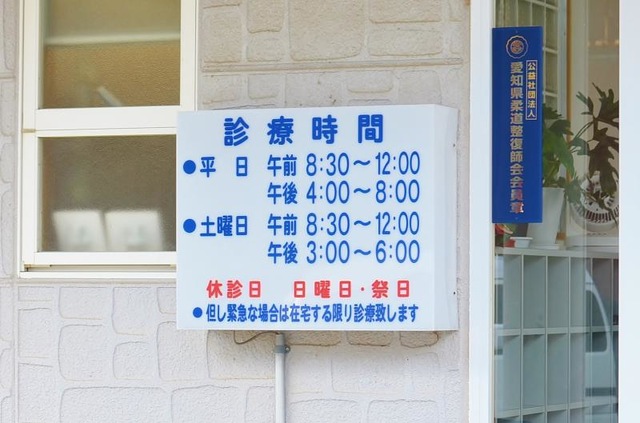 診療時間
●平 日 午前 8:30～12:00
午後 4:00～8:00
●土曜日 午前 8:30～12:00
午後 3:00～6:00
休診日 日曜日・祭日
●但し緊急な場合は在宅する限り診療致します
公益社団法人
愛知県柔道整復師会会員章